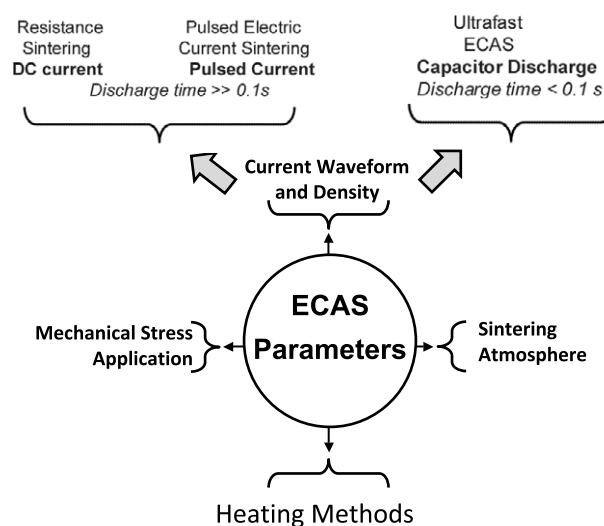 Resistance
Sintering
DC current
Pulsed Electric
Current Sintering
Pulsed Current
Discharge time >> 0.1s
Ultrafast
ECAS
Capacitor Discharge
Discharge time < 0.1 s
Current Waveform
and Density
ECAS
Parameters
Mechanical Stress
Application
Sintering
Atmosphere
Heating Methods